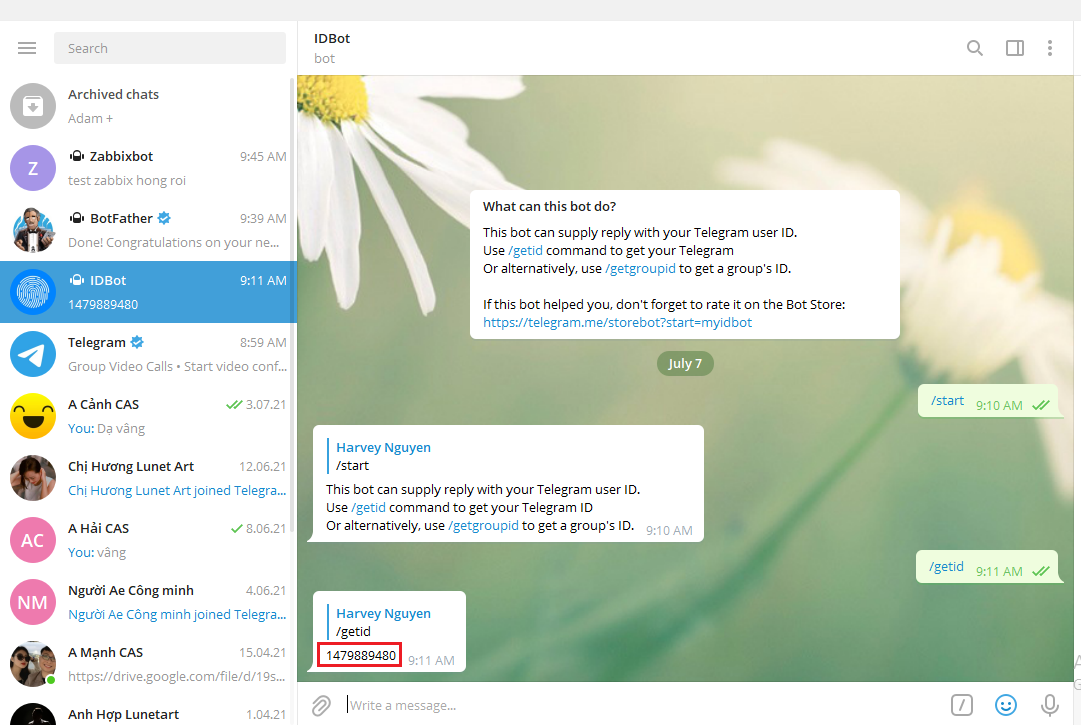 Search
Archived chats
Adam +
Z
Zabbixbot 9:45 AM
test zabbix hong roi
BotFather 9:39 AM
Done! Congratulations on your ne...
IDBot 9:11 AM
1479889480
Telegram 8:59 AM
Group Video Calls • Start video conf...
A Cảnh CAS 3.07.21
You: Dạ vâng
Chị Hương Lunet Art 12.06.21
Chị Hương Lunet Art joined Telegra...
AC
A Hải CAS 8.06.21
You: vâng
NM
Người Ae Công minh 4.06.21
Người Ae Công minh joined Telegra...
A Mạnh CAS 15.04.21
https://drive.google.com/file/d/19s...
Anh Hợp Lunetart 1.04.21
IDBot
bot
What can this bot do?
This bot can supply reply with your Telegram user ID.
Use /getid command to get your Telegram
Or alternatively, use /getgroupid to get a group's ID.
If this bot helped you, don't forget to rate it on the Bot Store:
https://telegram.me/storebot?start=myidbot
July 7
/start 9:10 AM
Harvey Nguyen
/start
This bot can supply reply with your Telegram user ID.
Use /getid command to get your Telegram ID
Or alternatively, use /getgroupid to get a group's ID. 9:10 AM
/getid 9:11 AM
Harvey Nguyen
/getid
1479889480 9:11 AM
Write a message...
/